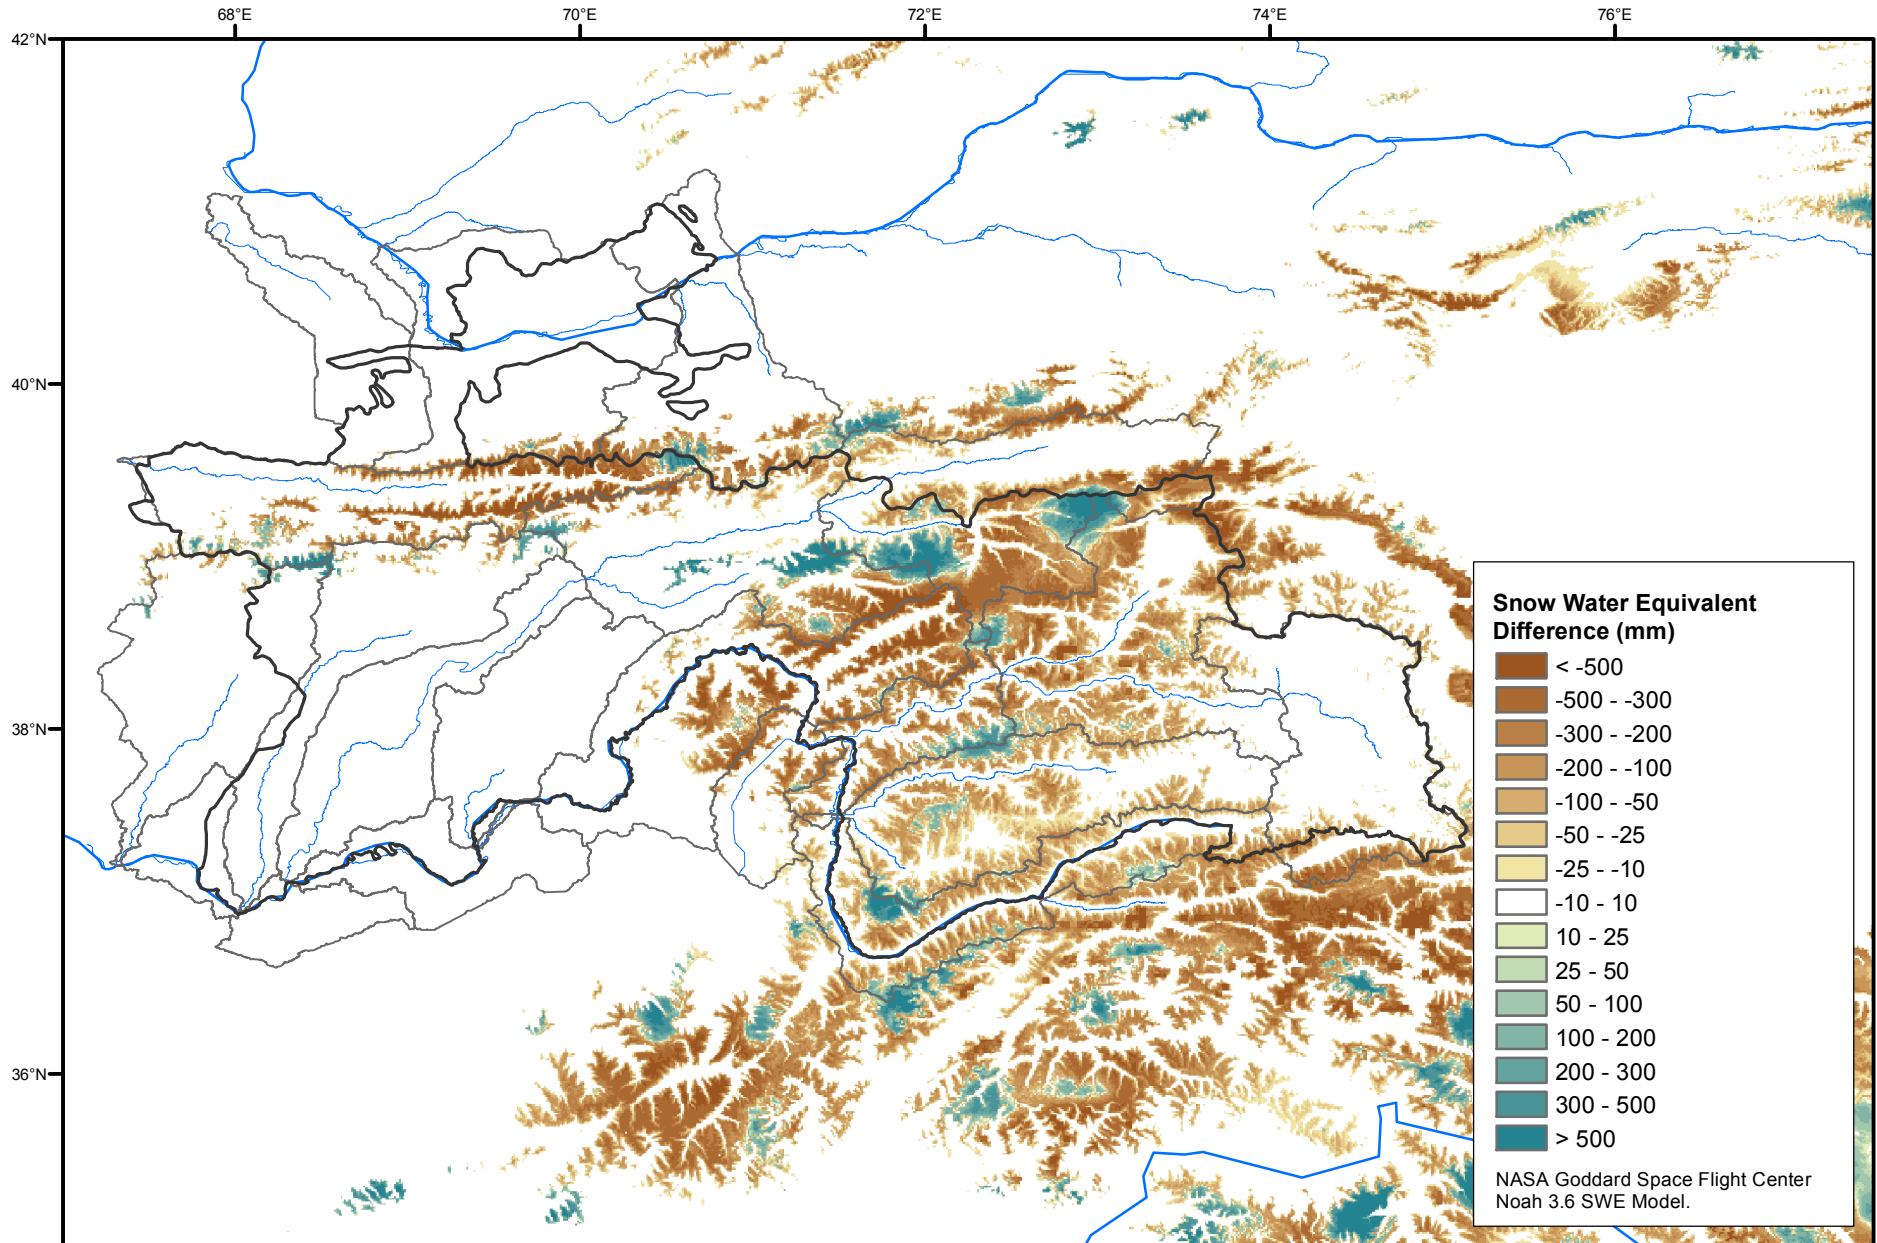 68°E
70°E
72°E
74°E
76°E
42°N
40°N
38°N
36°N
Snow Water Equivalent
Difference (mm)
< -500
-500 - -300
-300 - -200
-200 - -100
-100 - -50
-50 - -25
-25 - -10
-10 - 10
10 - 25
25 - 50
50 - 100
100 - 200
200 - 300
300 - 500
> 500
NASA Goddard Space Flight Center
Noah 3.6 SWE Model.